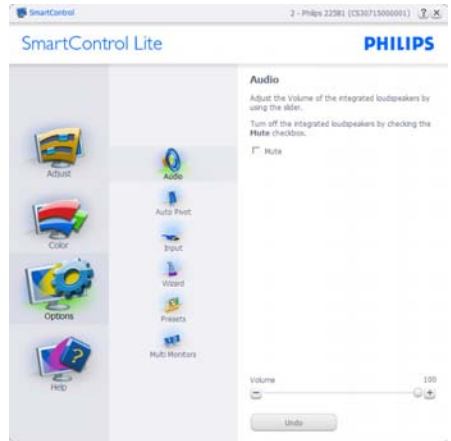 SmartControl
2 - Philips 225B1 (CS30715000001)
SmartControl Lite
PHILIPS
Adjust
Color
Options
Help
Audio
Auto Pivot
Input
Wizard
Presets
Multi Monitors
Audio
Adjust the Volume of the integrated loudspeakers by
using the slider.
Turn off the integrated loudspeakers by checking the
Mute checkbox.
Mute
Volume
100
Undo